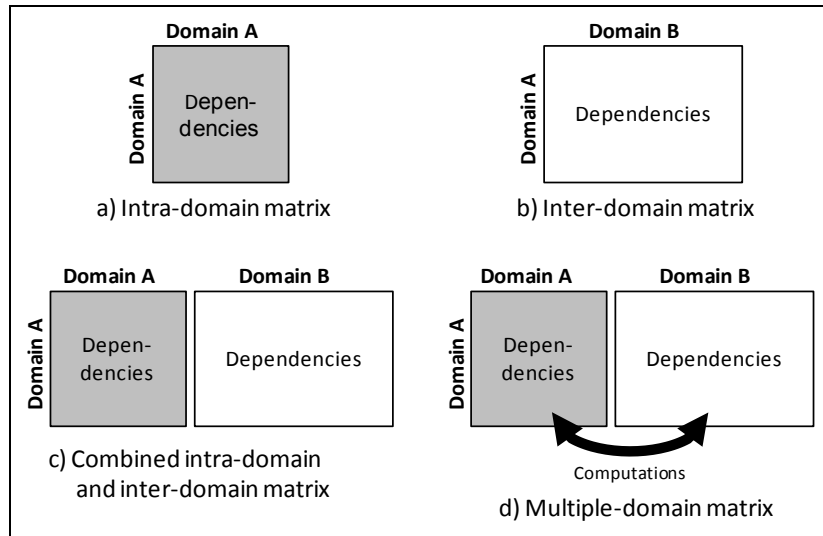 Domain A
Domain A
Depen-
dencies
a) Intra-domain matrix
Domain B
Domain A
Dependencies
b) Inter-domain matrix
Domain A
Domain B
Domain A
Depen-
dencies
Dependencies
c) Combined intra-domain
and inter-domain matrix
Domain A
Domain B
Domain A
Depen-
dencies
Dependencies
Computations
d) Multiple-domain matrix